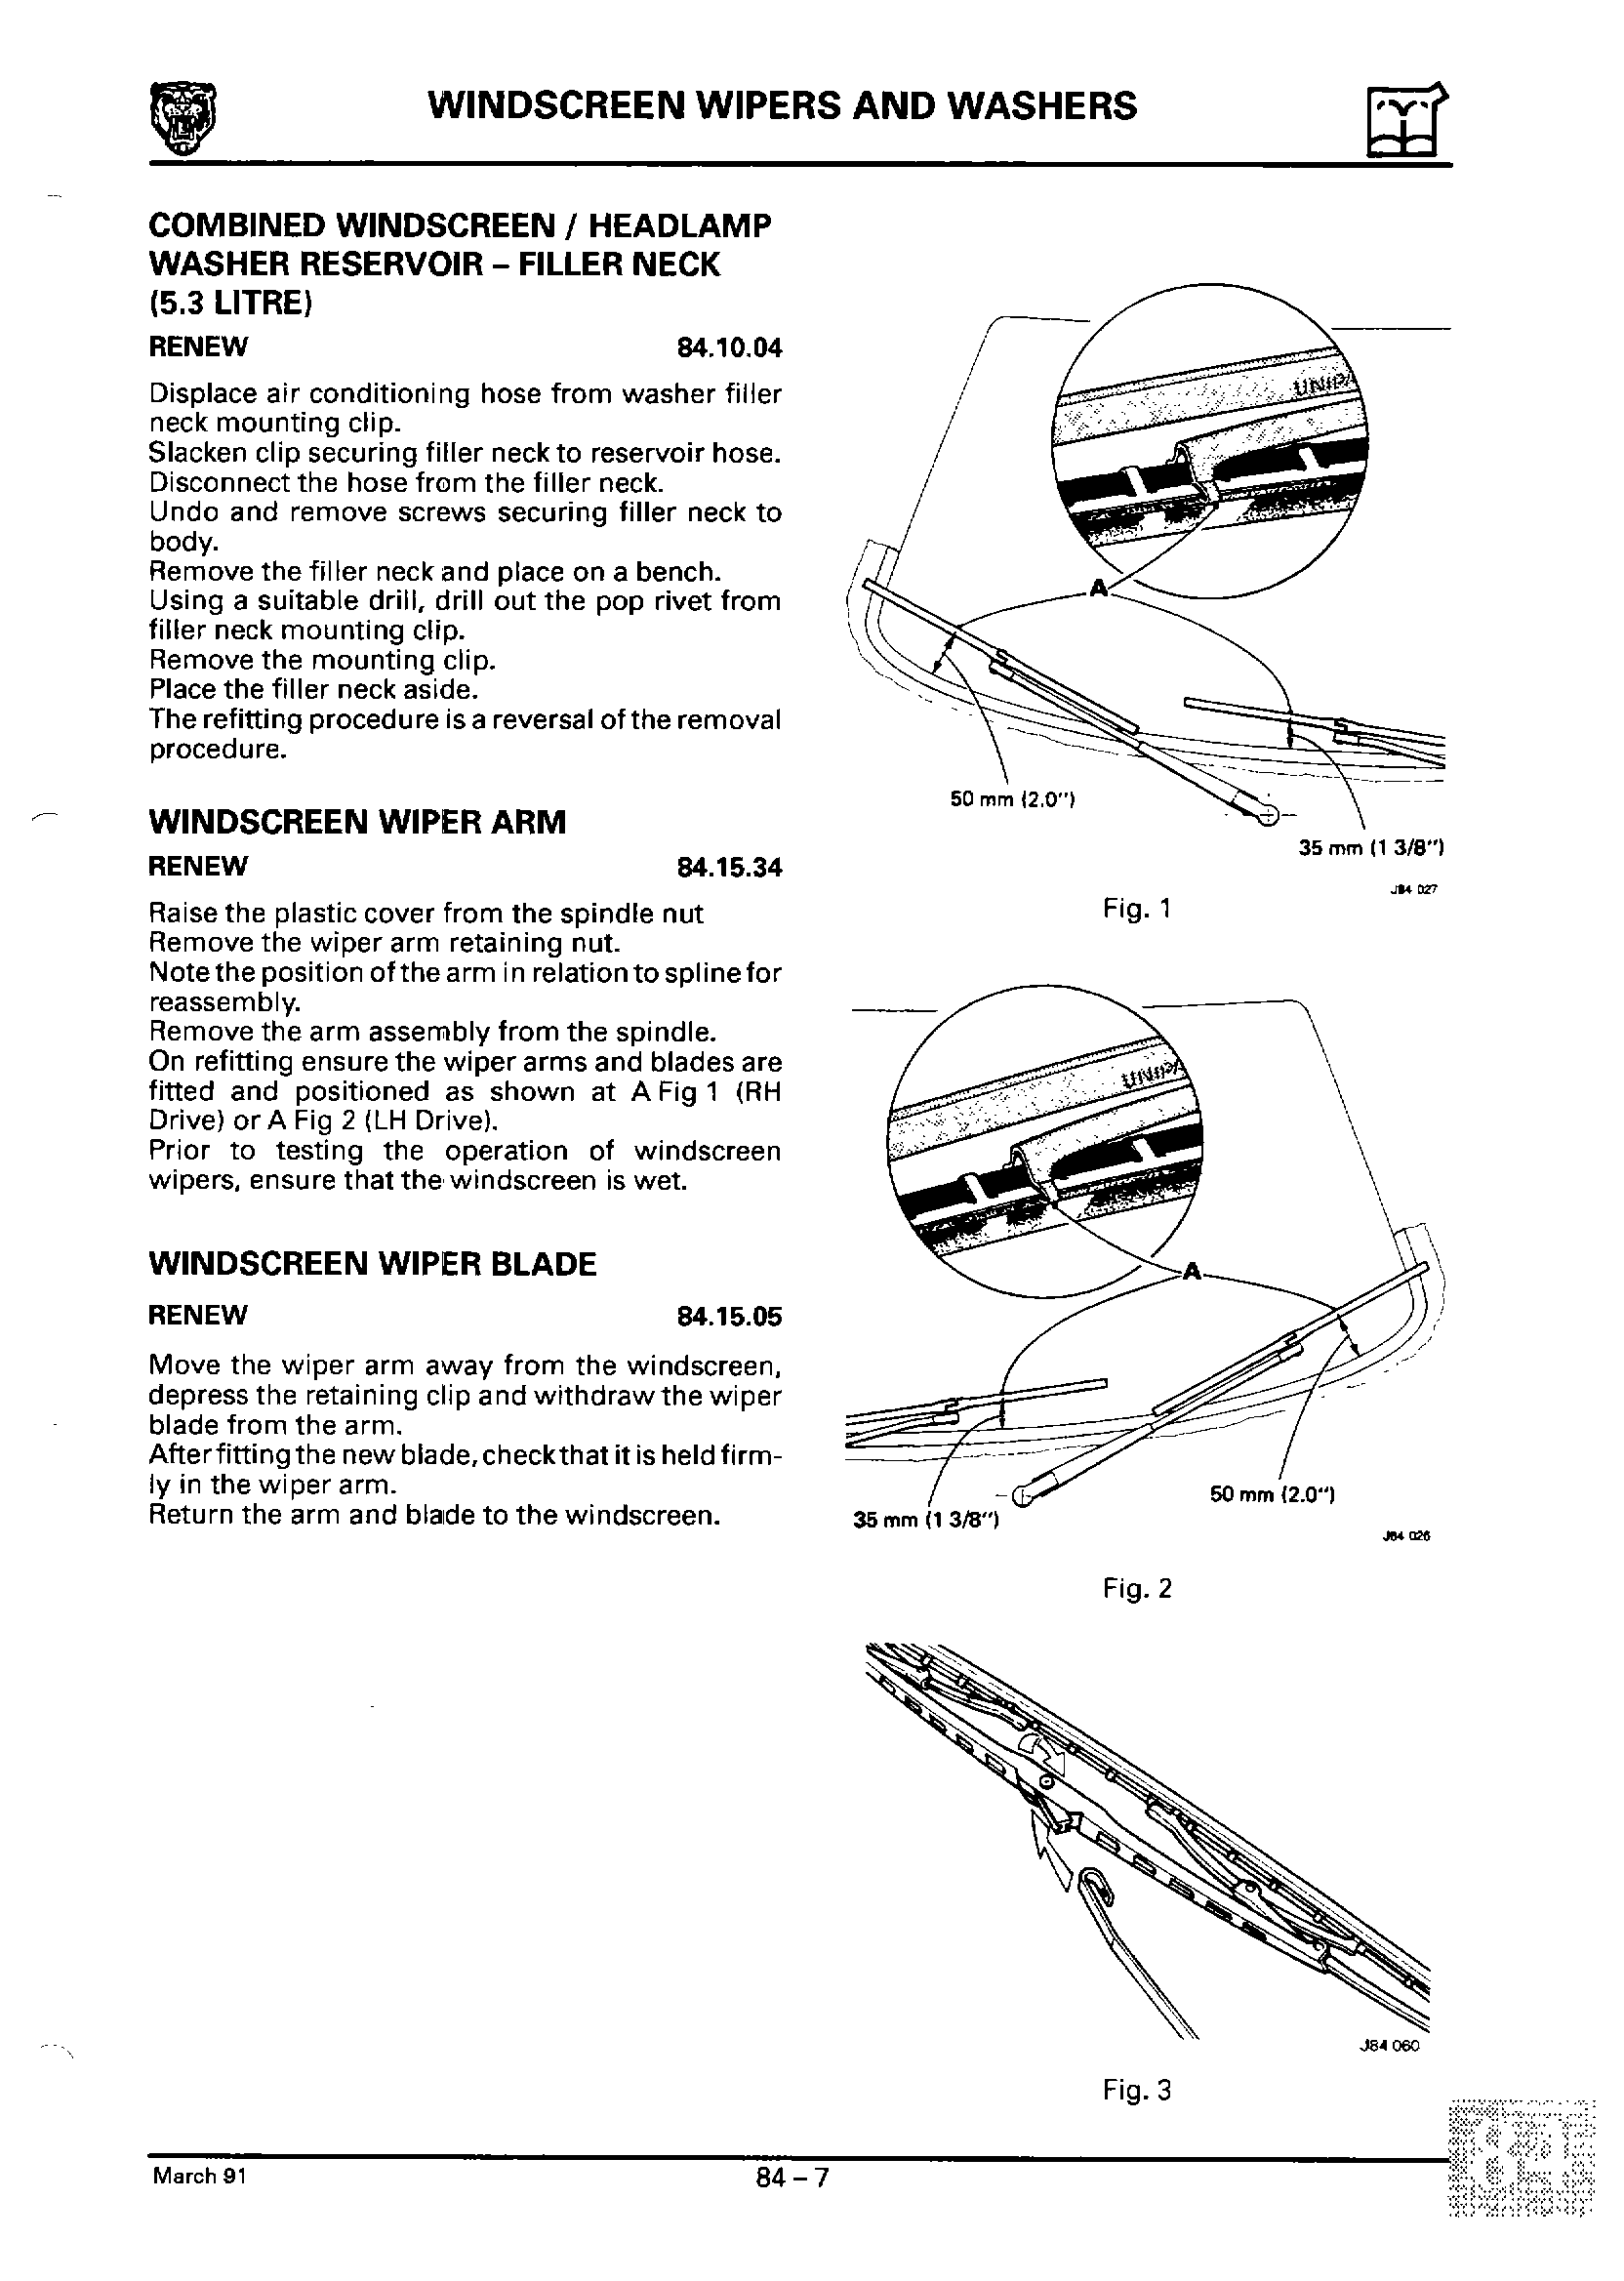 WINDSCREEN WIPERS AND WASHERS
COMBINED WINDSCREEN / HEADLAMP
WASHER RESERVOIR – FILLER NECK
(5.3 LITRE)
RENEW 84.10.04
Displace air conditioning hose from washer filler
neck mounting clip.
Slacken clip securing filler neck to reservoir hose.
Disconnect the hose from the filler neck.
Undo and remove screws securing filler neck to
body.
Remove the filler neck and place on a bench.
Using a suitable drill, drill out the pop rivet from
filler neck mounting clip.
Remove the mounting clip.
Place the filler neck aside.
The refitting procedure is a reversal of the removal
procedure.
WINDSCREEN WIPER ARM
RENEW 84.15.34
Raise the plastic cover from the spindle nut
Remove the wiper arm retaining nut.
Note the position of the arm in relation to spline for
reassembly.
Remove the arm assembly from the spindle.
On refitting ensure the wiper arms and blades are
fitted and positioned as shown at A Fig 1 (RH
Drive) or A Fig 2 (LH Drive).
Prior to testing the operation of windscreen
wipers, ensure that the windscreen is wet.
WINDSCREEN WIPER BLADE
RENEW 84.15.05
Move the wiper arm away from the windscreen,
depress the retaining clip and withdraw the wiper
blade from the arm.
After fitting the new blade, check that it is held firm-
ly in the wiper arm.
Return the arm and blade to the windscreen.
UNIPA
A
50 mm (2.0")
35 mm (1 3/8")
J84 027
Fig. 1
UNIPA
A
50 mm (2.0")
35 mm (1 3/8")
J84 026
Fig. 2
J84 060
Fig. 3
84
March 91
84 – 7